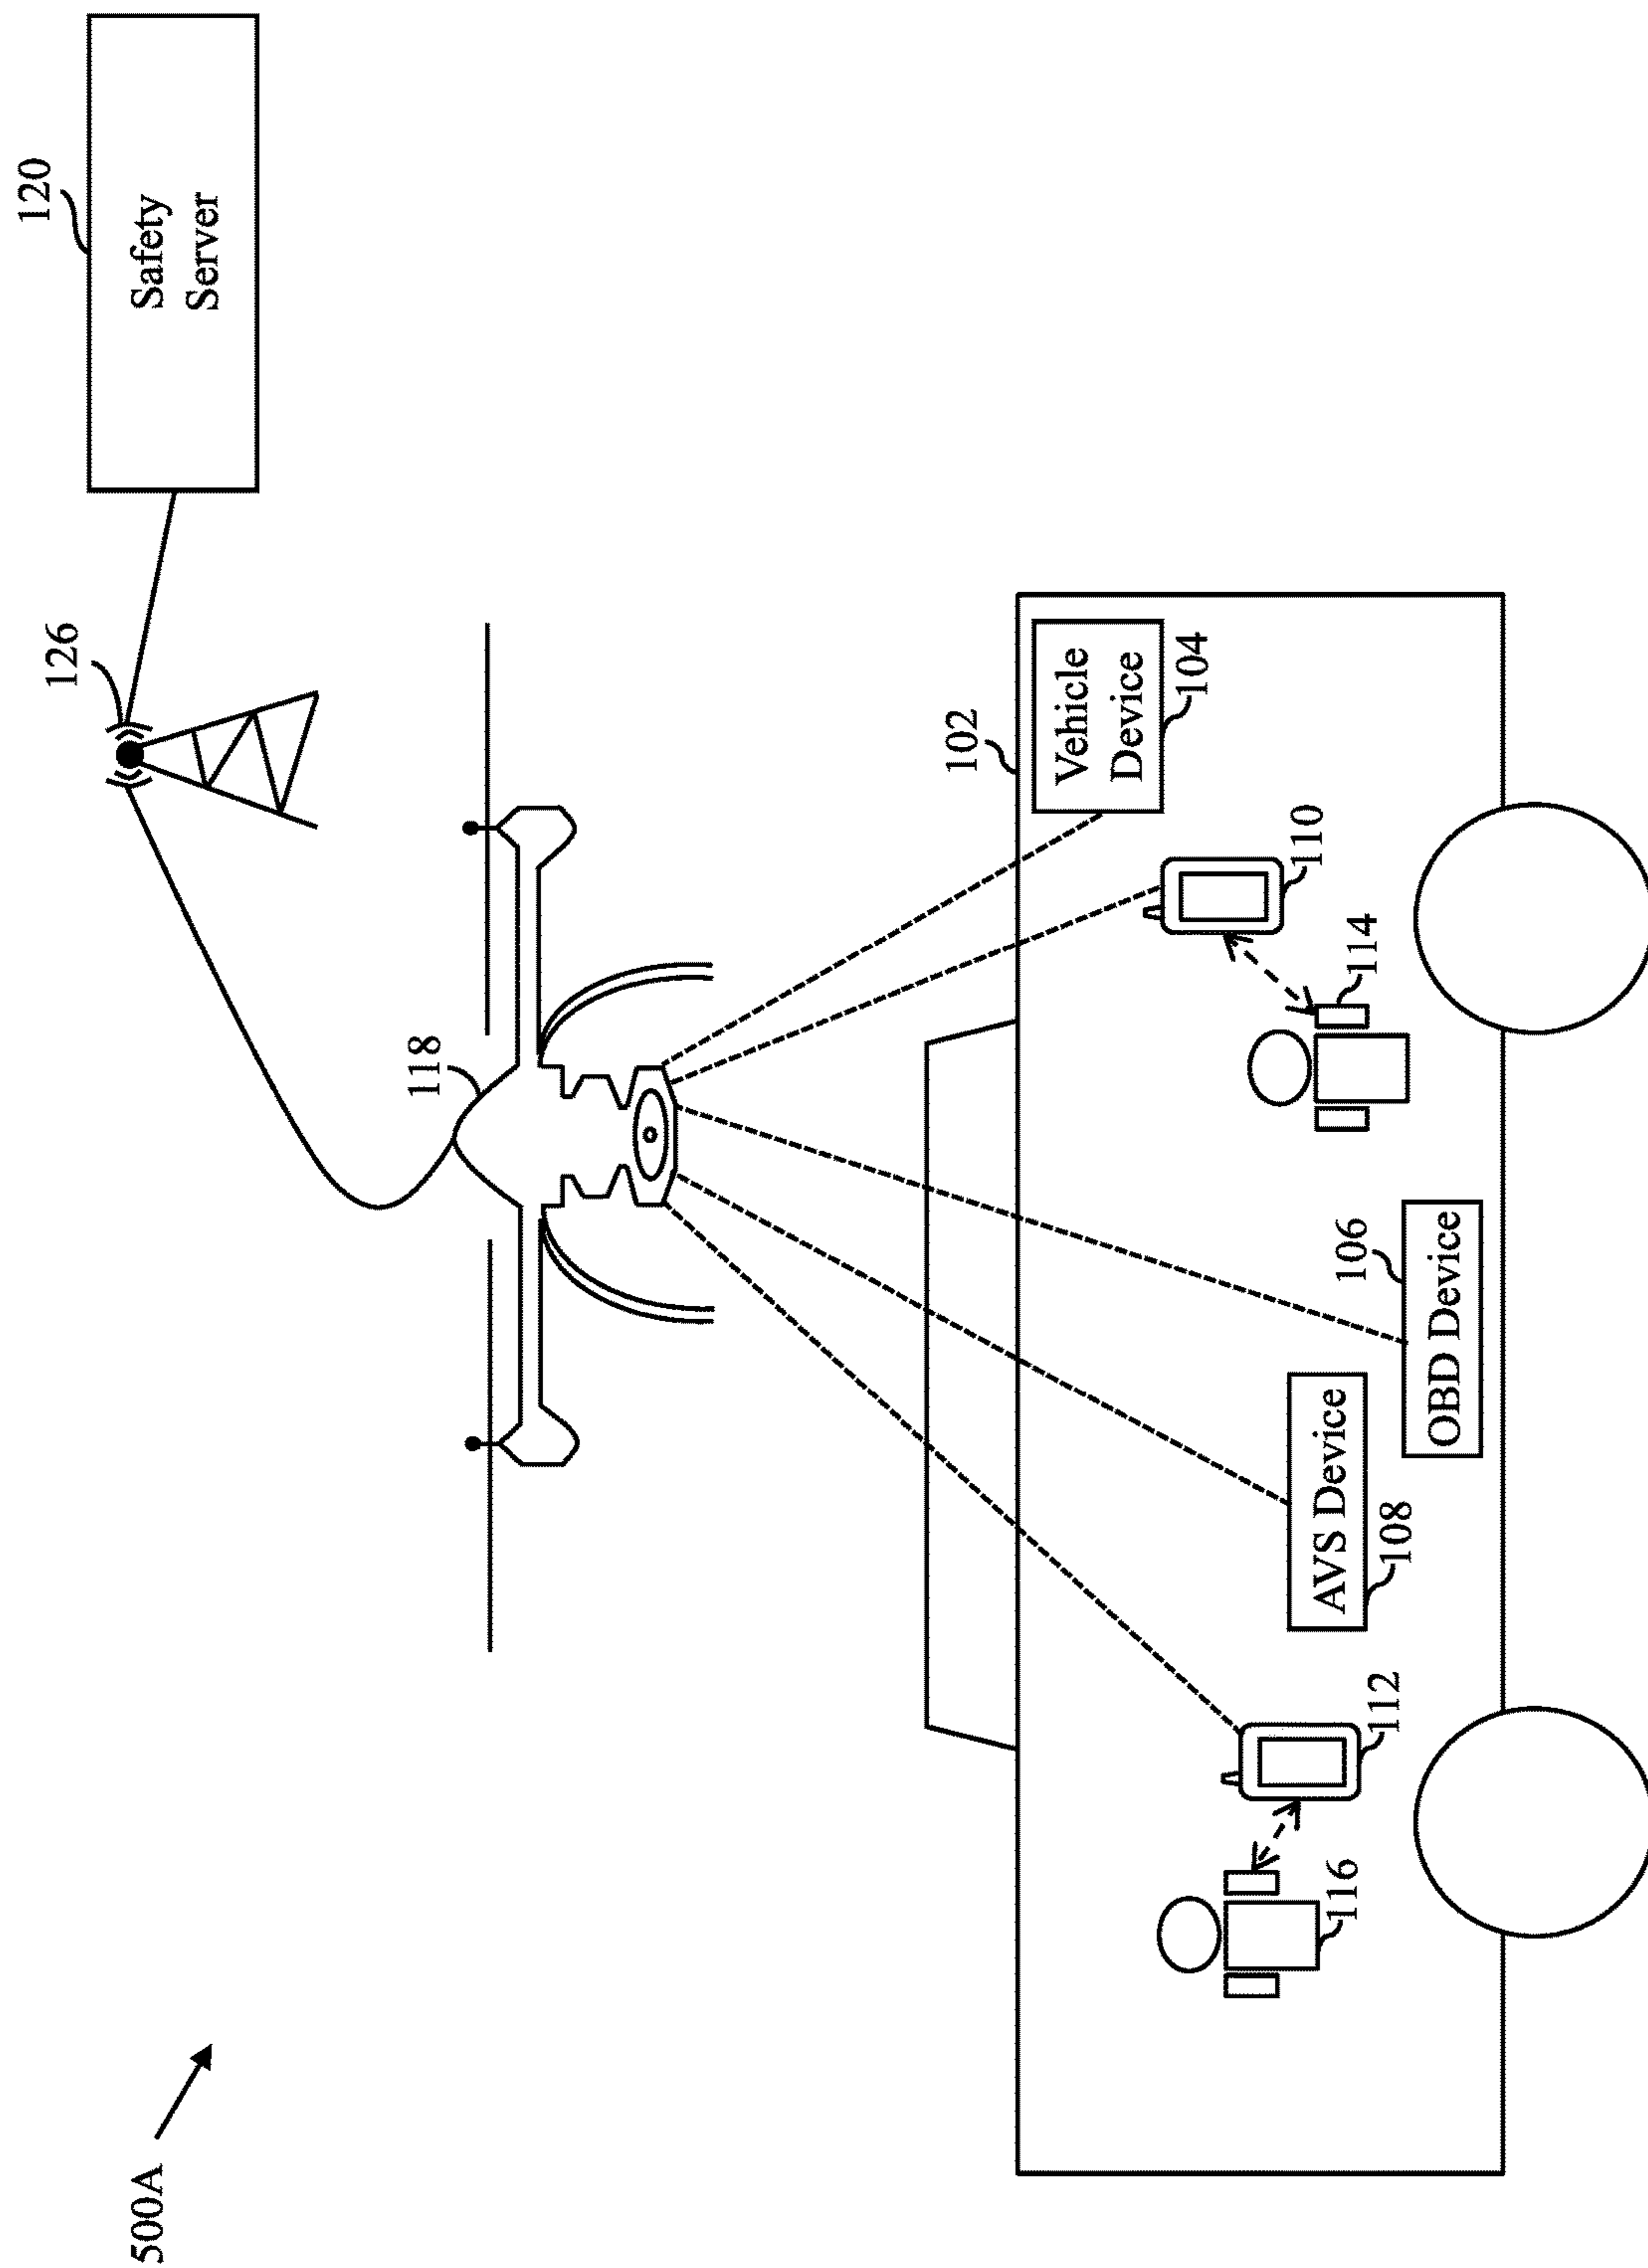 500A
126
120
Safety
Server
118
102
Vehicle
Device
104
110
114
106
OBD Device
AVS Device
108
112
116